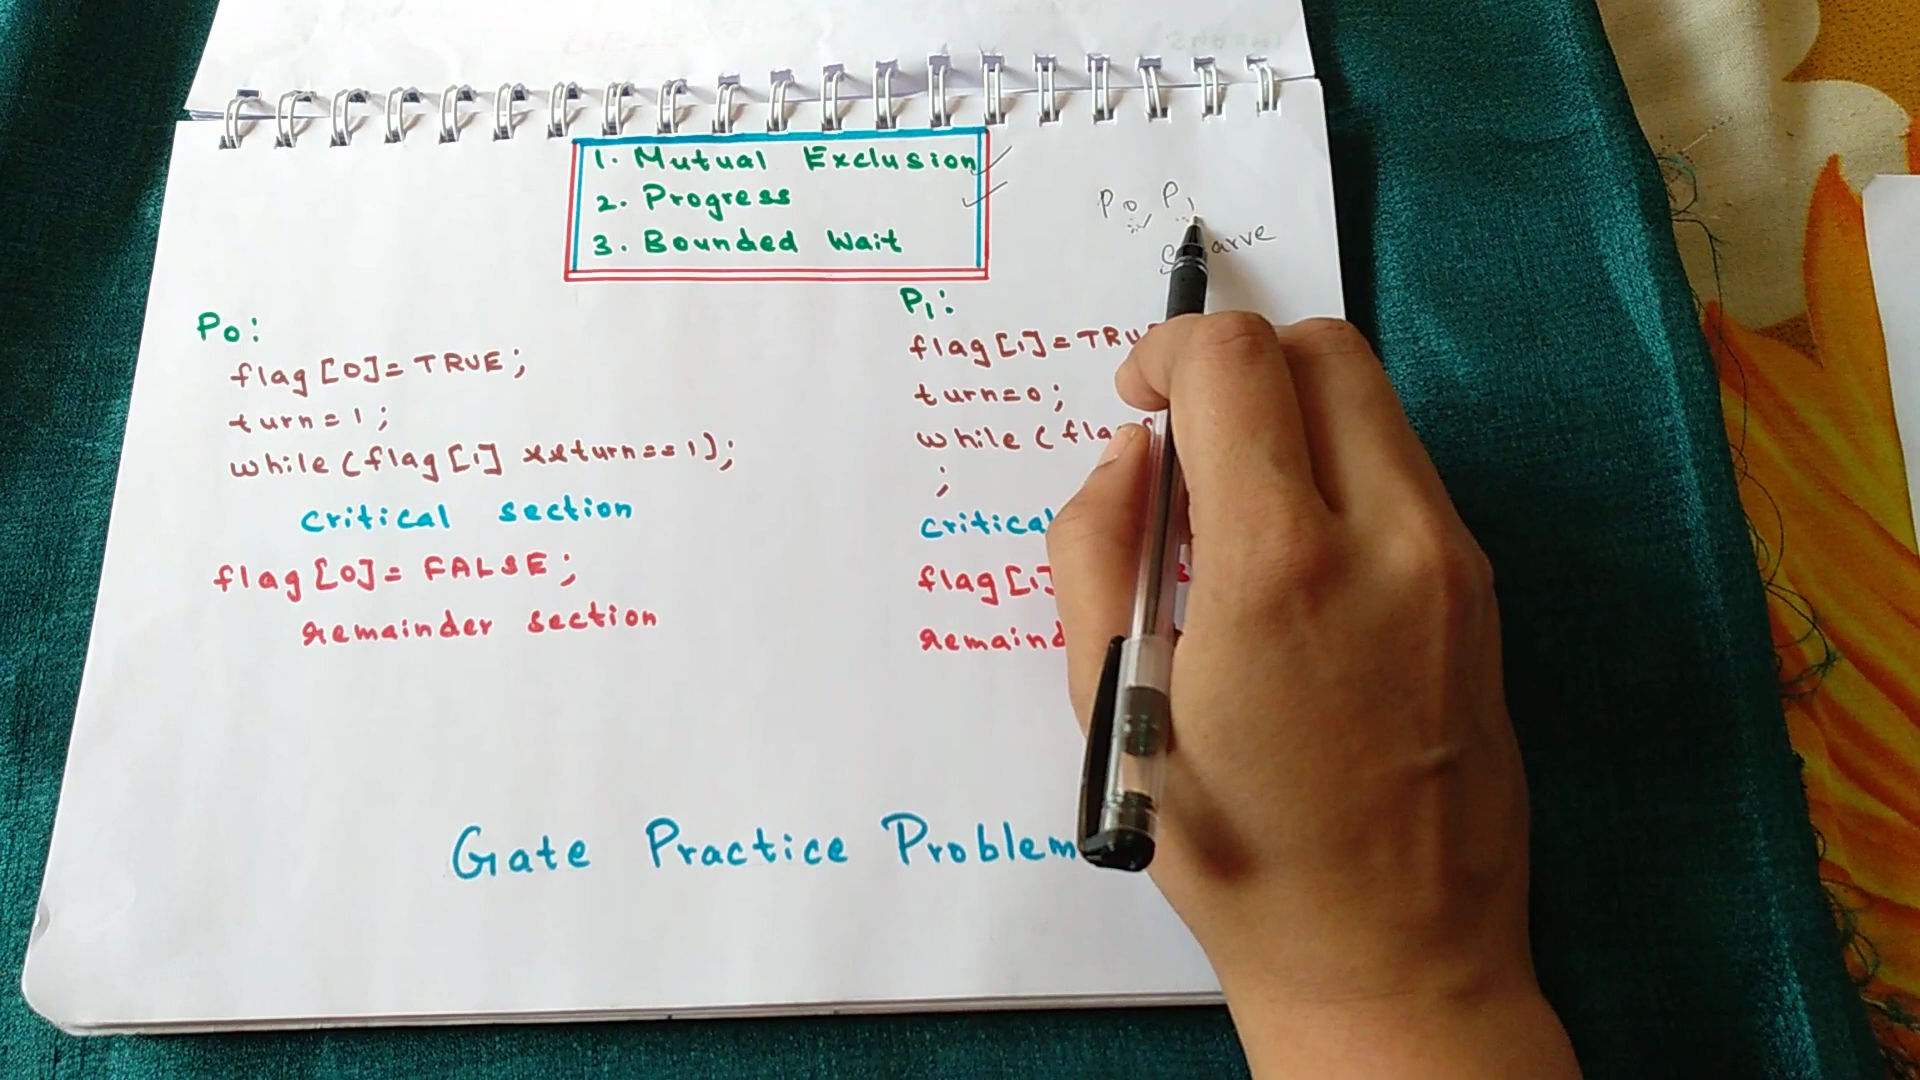 1. Mutual Exclusion
2. Progress
3. Bounded Wait
P0 P1
P0:
flag[0]=TRUE;
turn=1;
while(flag[1] &&turn==1);
critical section
flag[0]=FALSE;
remainder section
P1:
flag[1]=TRU
turn=0;
while(fla
;
critical
flag[1]
remaind
Gate Practice Problem